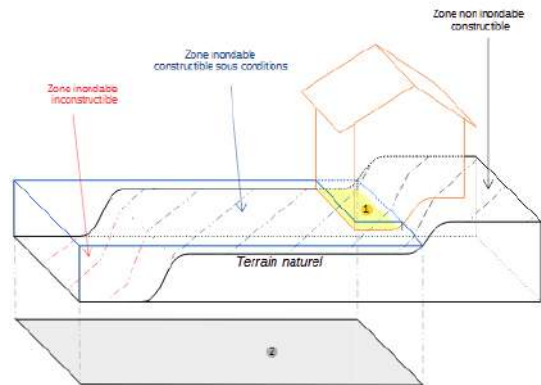 Zone non inondable
constructible
Zone inondable
constructible sous conditions
Zone inondable
inconstructible
1
Terrain naturel
2